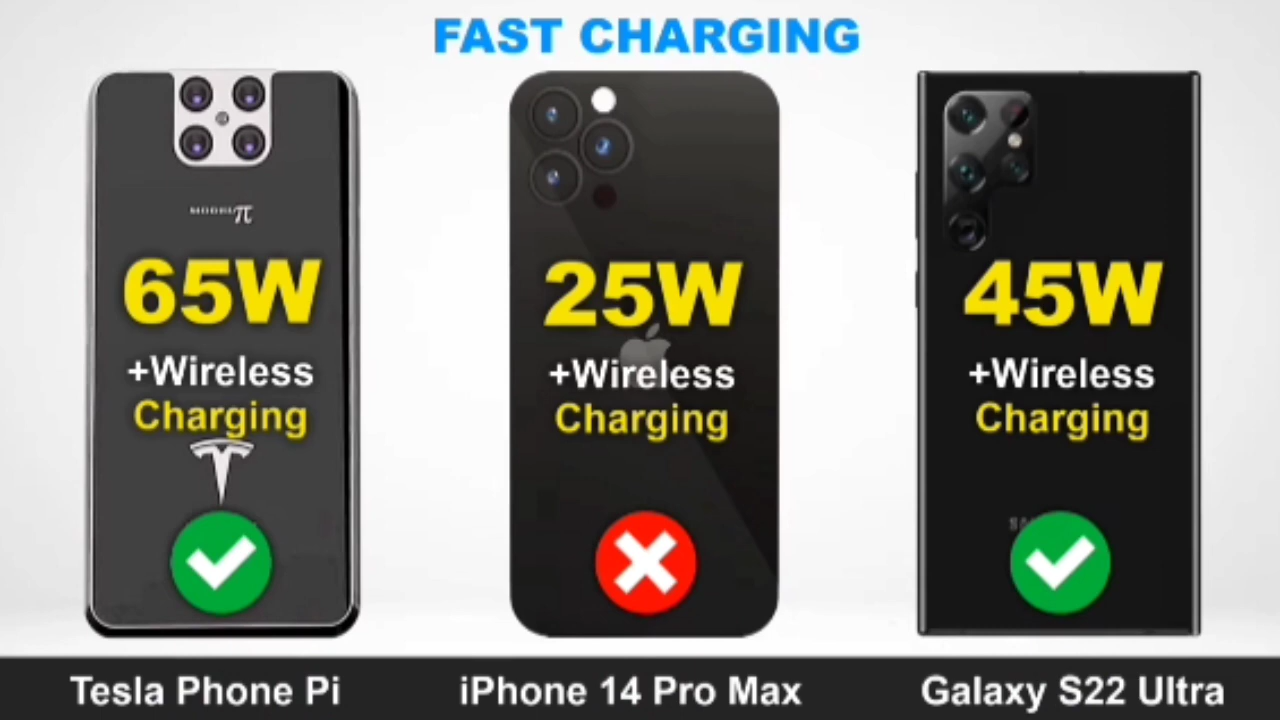 FAST CHARGING
MODEL π
65W
+Wireless
Charging
25W
+Wireless
Charging
45W
+Wireless
Charging
Tesla Phone Pi
iPhone 14 Pro Max
Galaxy S22 Ultra